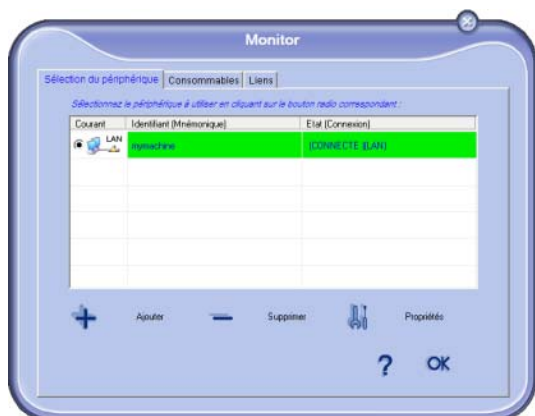 Monitor
Sélection du périphérique Consommables Liens
Sélectionnez le périphérique à utiliser en cliquant sur le bouton radio correspondant :
Courant Identifiant (Mnémonique) Etat (Connexion)
LAN mymachine (CONNECTE )(LAN)
Ajouter Supprimer Propriétés
? OK